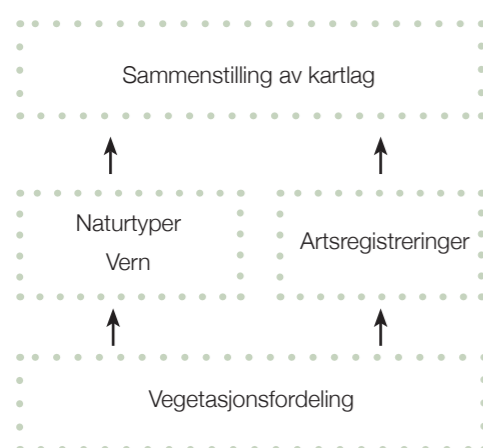 Sammenstilling av kartlag
Naturtyper
Vern
Artsregistreringer
Vegetasjonsfordeling